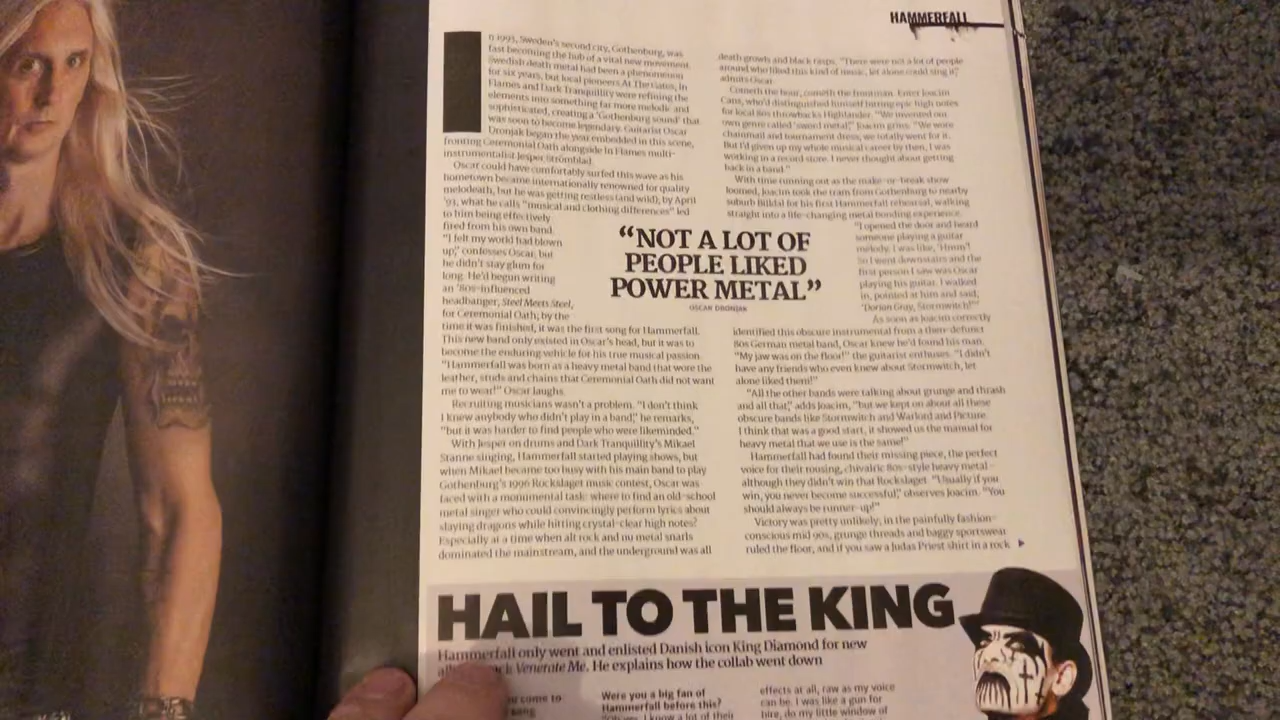 HAMMERFALL
In 1993, Sweden's second city, Gothenburg, was
fast becoming the hub of a vital new movement.
Swedish death metal had been a phenomenon
for six years, but local pioneers At The Gates, In
Flames and Dark Tranquillity were refining the
elements into something far more melodic and
sophisticated, creating a 'Gothenburg sound' that
was soon to become legendary. Guitarist Oscar
Dronjak began the year embedded in this scene,
fronting Ceremonial Oath alongside In Flames multi-
instrumentalist Jesper Strömblad.
Oscar could have comfortably surfed this wave as his
hometown became internationally renowned for quality
melodeath, but he was getting restless (and wild); by April
'93, what he calls "musical and clothing differences" led
to him being effectively
fired from his own band.
"I felt my world had blown
up," confesses Oscar, but
he didn't stay glum for
long. He'd begun writing
an '80s-influenced
headbanger, Steel Meets Steel,
for Ceremonial Oath; by the
time it was finished, it was the first song for Hammerfall.
This new band only existed in Oscar's head, but it was to
become the enduring vehicle for his true musical passion.
"Hammerfall was born as a heavy metal band that wore the
leather, studs and chains that Ceremonial Oath did not want
me to wear!" Oscar laughs.
Recruiting musicians wasn't a problem. "I don't think
I knew anybody who didn't play in a band," he remarks,
"but it was harder to find people who were likeminded."
With Jesper on drums and Dark Tranquillity's Mikael
Stanne singing, Hammerfall started playing shows, but
when Mikael became too busy with his main band to play
Gothenburg's 1996 Rockslaget music contest, Oscar was
faced with a monumental task: where to find an old-school
metal singer who could convincingly perform lyrics about
slaying dragons while hitting crystal-clear high notes?
Especially at a time when alt rock and nu metal snarls
dominated the mainstream, and the underground was all
"NOT A LOT OF
PEOPLE LIKED
POWER METAL"
OSCAR DRONJAK
death growls and black rasps. "There were not a lot of people
around who liked this kind of music, let alone could sing it,"
admits Oscar.
Cometh the hour, cometh the frontman. Enter Joacim
Cans, who'd distinguished himself hitting epic high notes
for local 80s throwbacks Highlander. "We invented our
own genre called 'sword metal'," Joacim grins. "We wore
chainmail and tournament dress, we totally went for it.
But I'd given up my whole musical career by then, I was
working in a record store. I never thought about getting
back in a band."
With time running out as the make-or-break show
loomed, Joacim took the tram from Gothenburg to nearby
suburb Billdal for his first Hammerfall rehearsal, walking
straight into a life-changing metal bonding experience.
"I opened the door and heard
someone playing a guitar
melody. I was like, 'Hmm'!
So I went downstairs and the
first person I saw was Oscar
playing his guitar. I walked
in, pointed at him and said,
'Dorian Gray, Stormwitch!'"
As soon as Joacim correctly
identified this obscure instrumental from a then-defunct
80s German metal band, Oscar knew he'd found his man.
"My jaw was on the floor!" the guitarist enthuses. "I didn't
have any friends who even knew about Stormwitch, let
alone liked them!"
"All the other bands were talking about grunge and thrash
and all that," adds Joacim, "but we kept on about all these
obscure bands like Stormwitch and Warlord and Picture.
I think that was a good start, it showed us the manual for
heavy metal that we use is the same!"
Hammerfall had found their missing piece, the perfect
voice for their rousing, chivalric 80s-style heavy metal –
although they didn't win that Rockslaget. "Usually if you
win, you never become successful," observes Joacim. "You
should always be runner-up!"
Victory was pretty unlikely, in the painfully fashion-
conscious mid 90s, grunge threads and baggy sportswear
ruled the floor, and if you saw a Judas Priest shirt in a rock
HAIL TO THE KING
Hammerfall only went and enlisted Danish icon King Diamond for new
Venerate Me. He explains how the collab went down
come to
song
Were you a big fan of
Hammerfall before this?
I know a lot of their
effects at all, raw as my voice
can be. I was like a gun for
hire, do my little window of